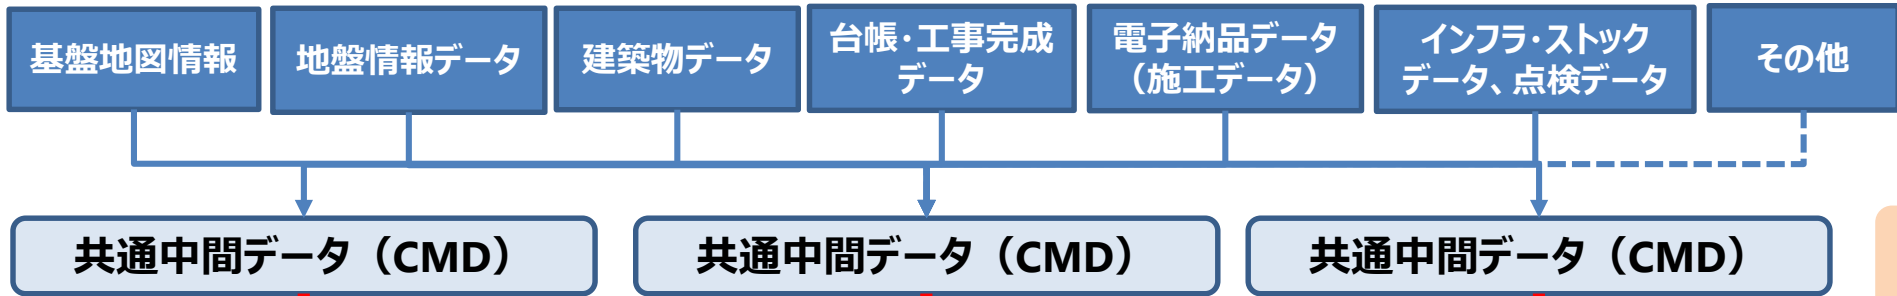 基盤地図情報
地盤情報データ
建築物データ
台帳・工事完成
データ
電子納品データ
（施工データ）
インフラ・ストック
データ、点検データ
その他
共通中間データ（CMD）
共通中間データ（CMD）
共通中間データ（CMD）